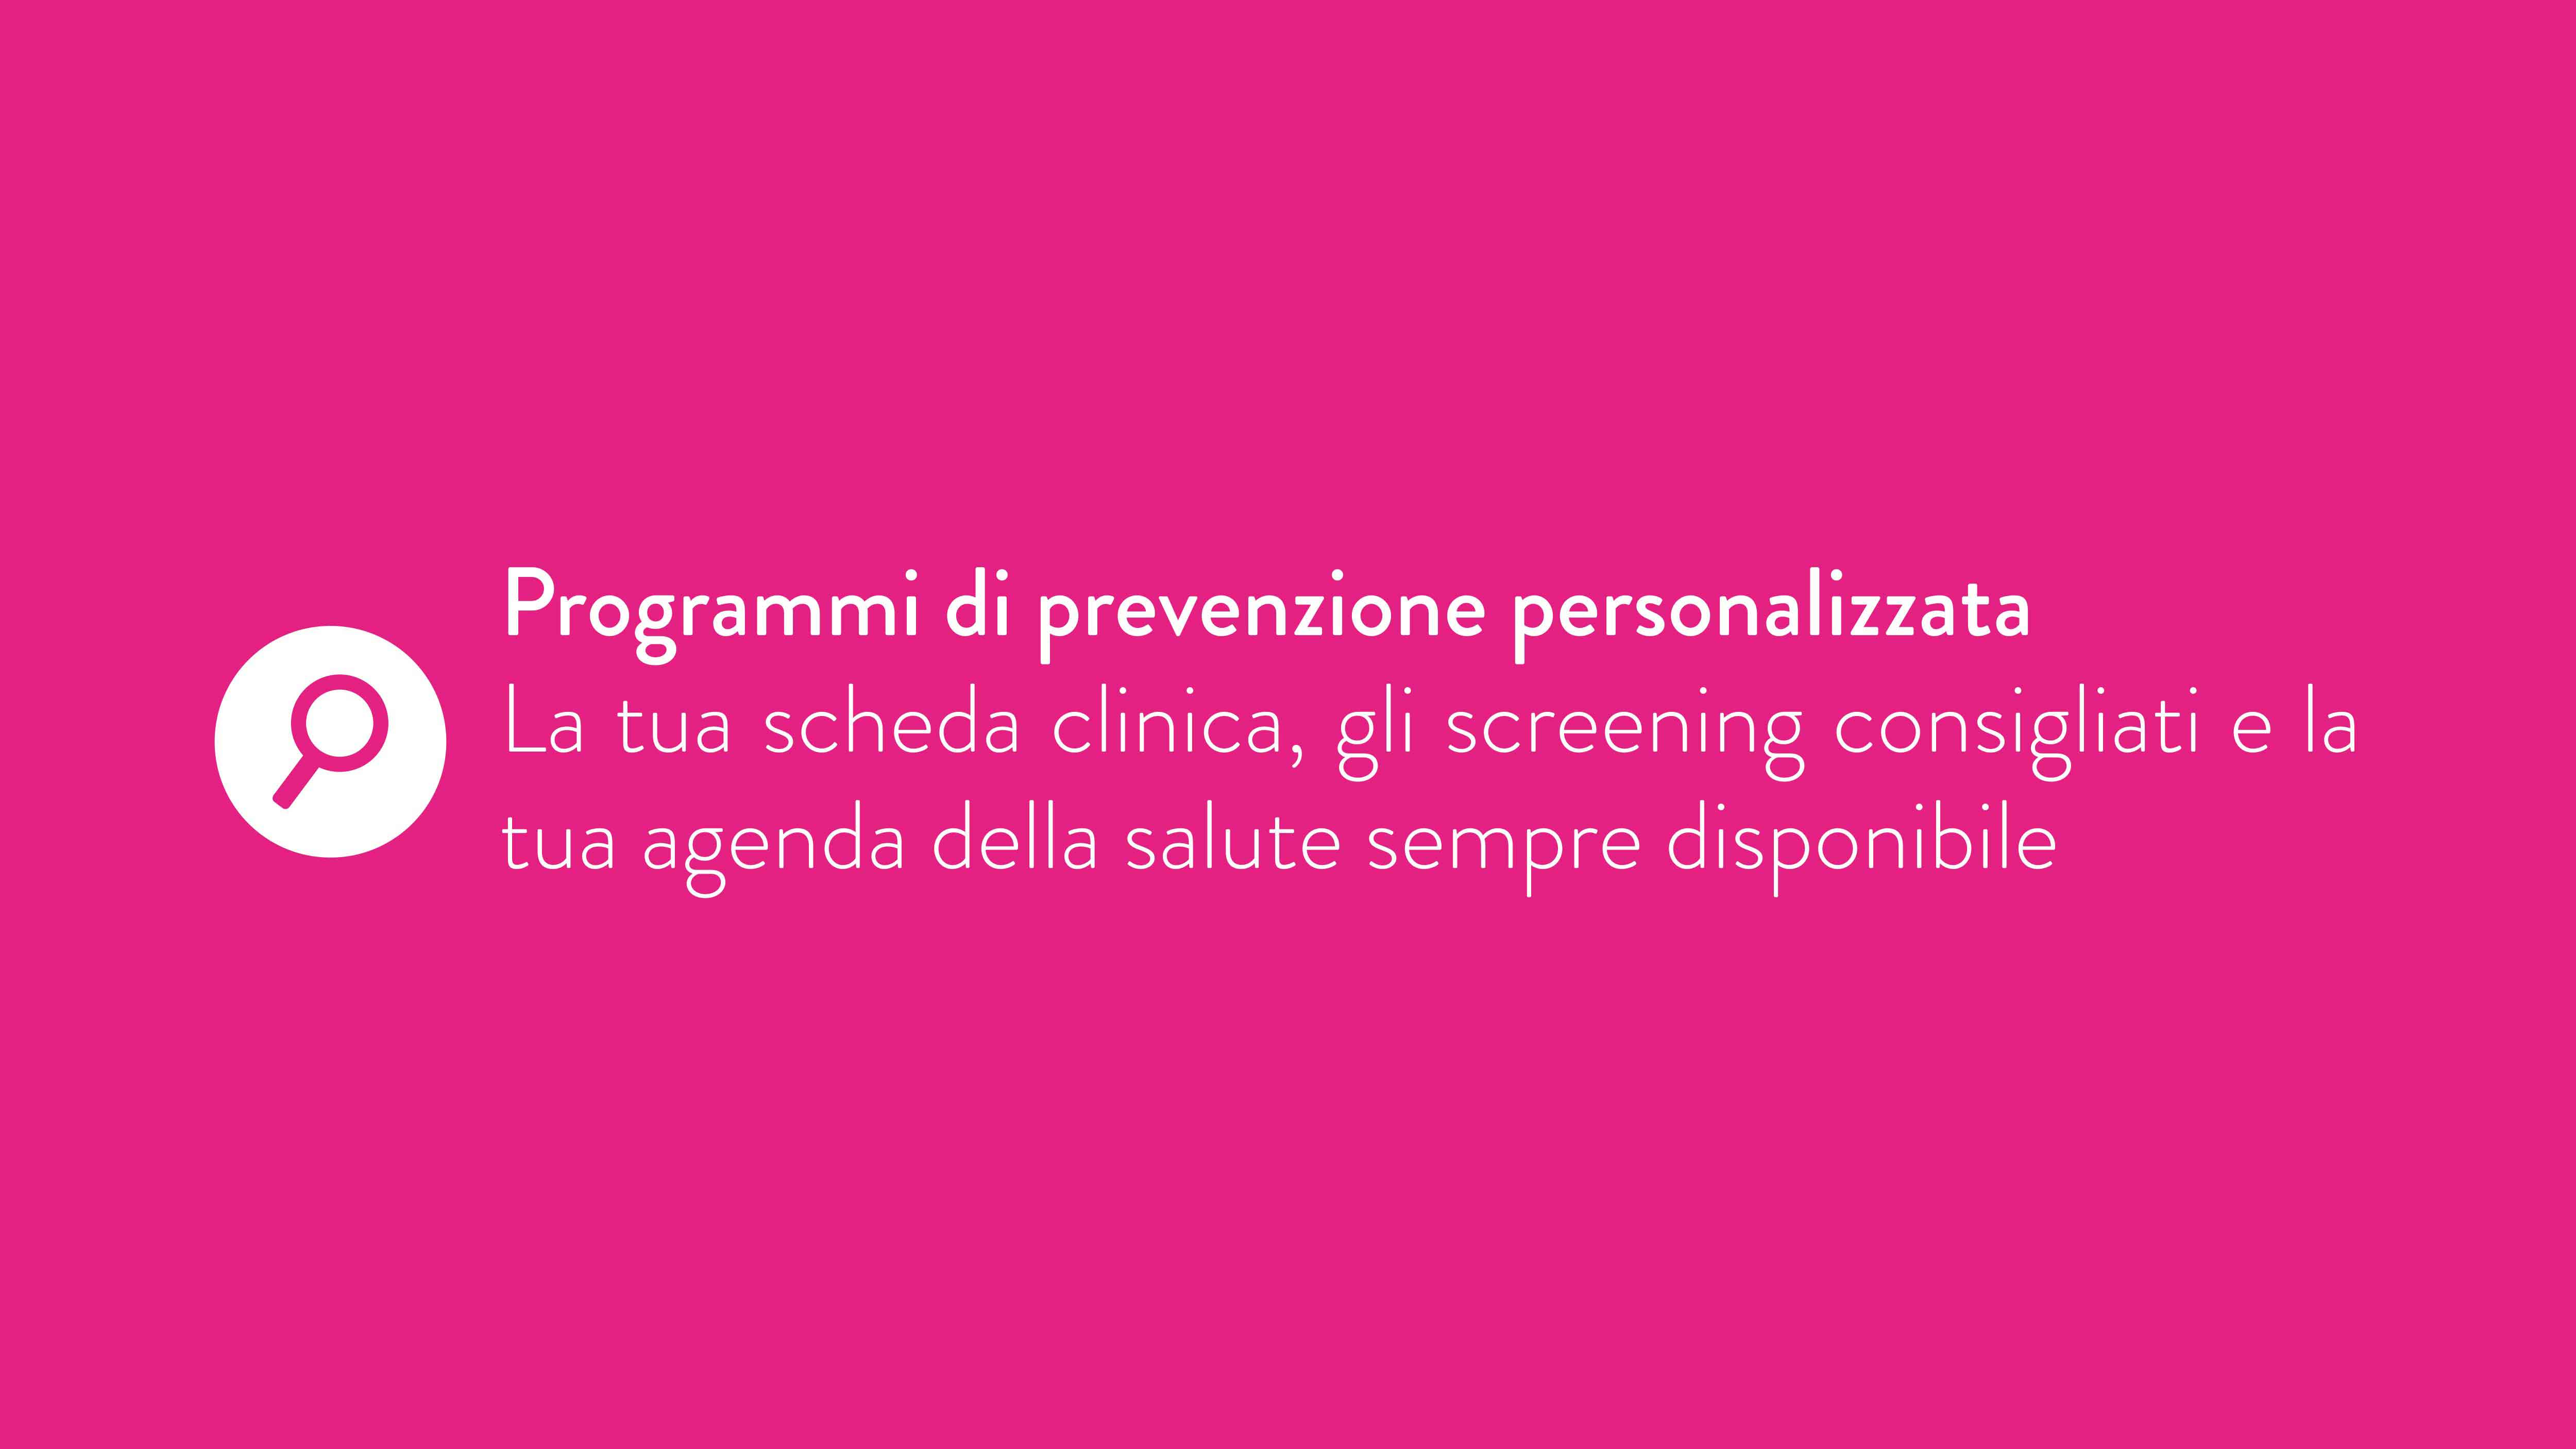 Programmi di prevenzione personalizzata
La tua scheda clinica, gli screening consigliati e la
tua agenda della salute sempre disponibile